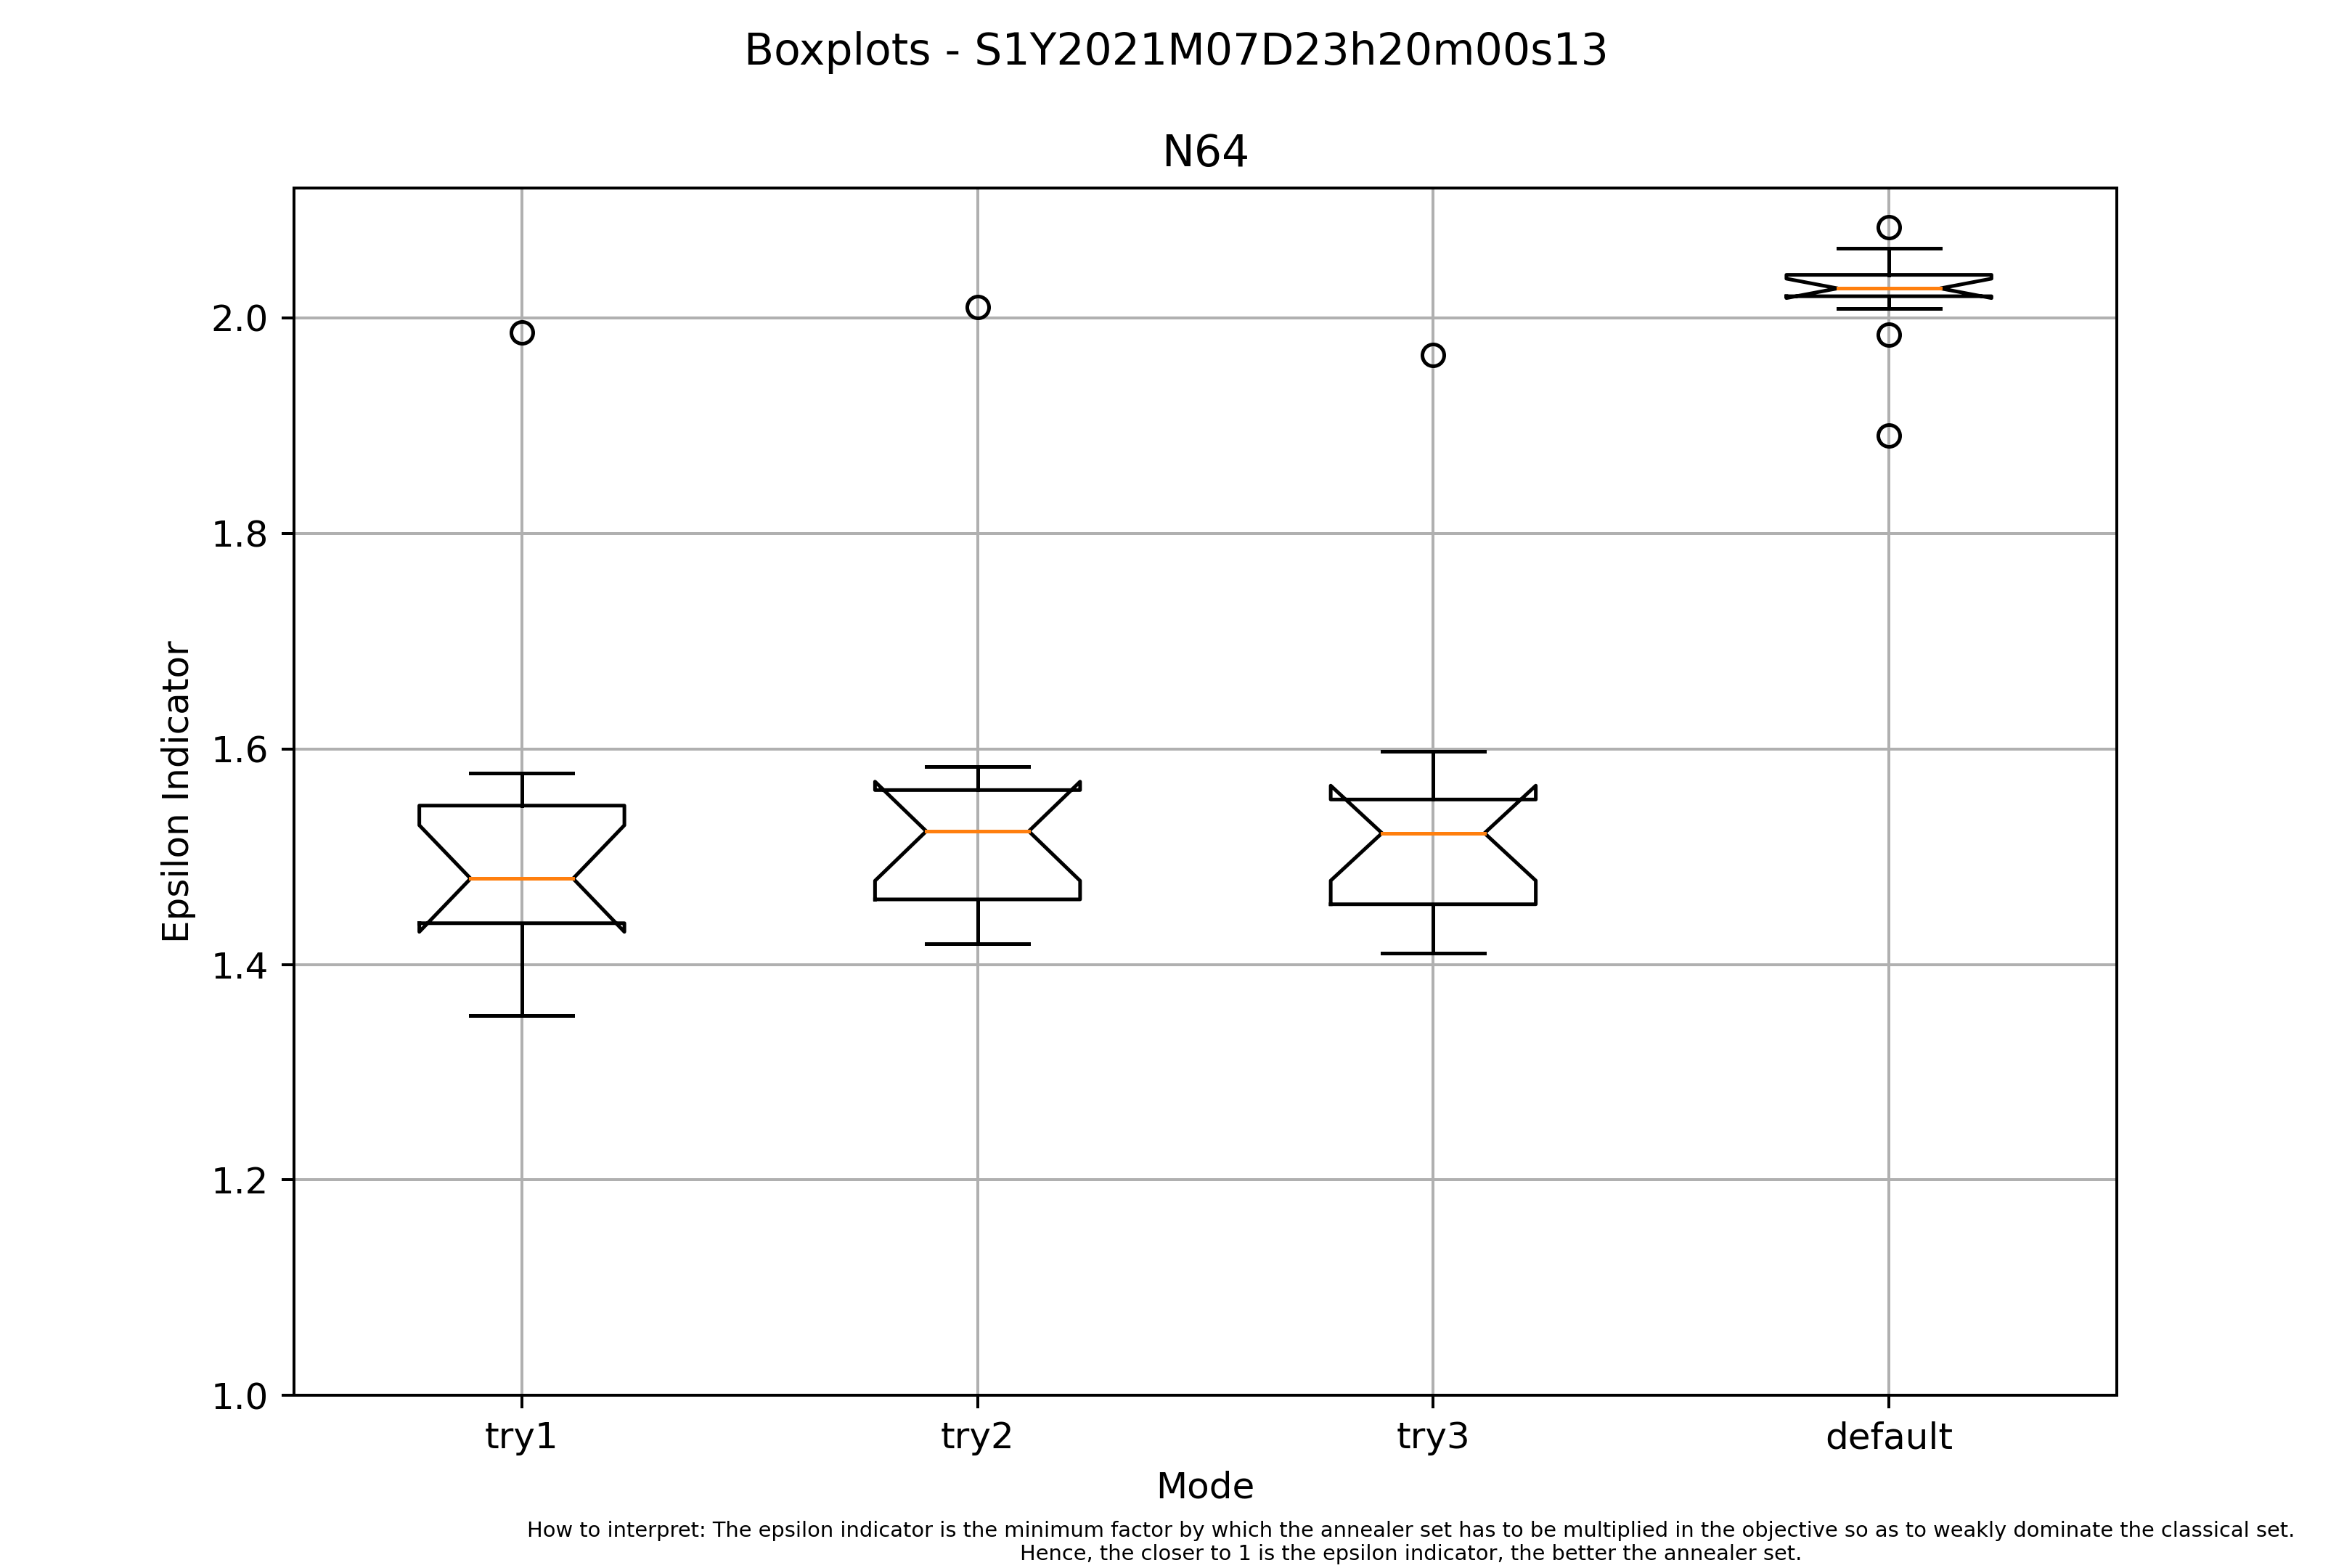 Boxplots - S1Y2021M07D23h20m00s13
N64
Epsilon Indicator
2.0
1.8
1.6
1.4
1.2
1.0
try1 try2 try3 default
Mode
How to interpret: The epsilon indicator is the minimum factor by which the annealer set has to be multiplied in the objective so as to weakly dominate the classical set.
Hence, the closer to 1 is the epsilon indicator, the better the annealer set.